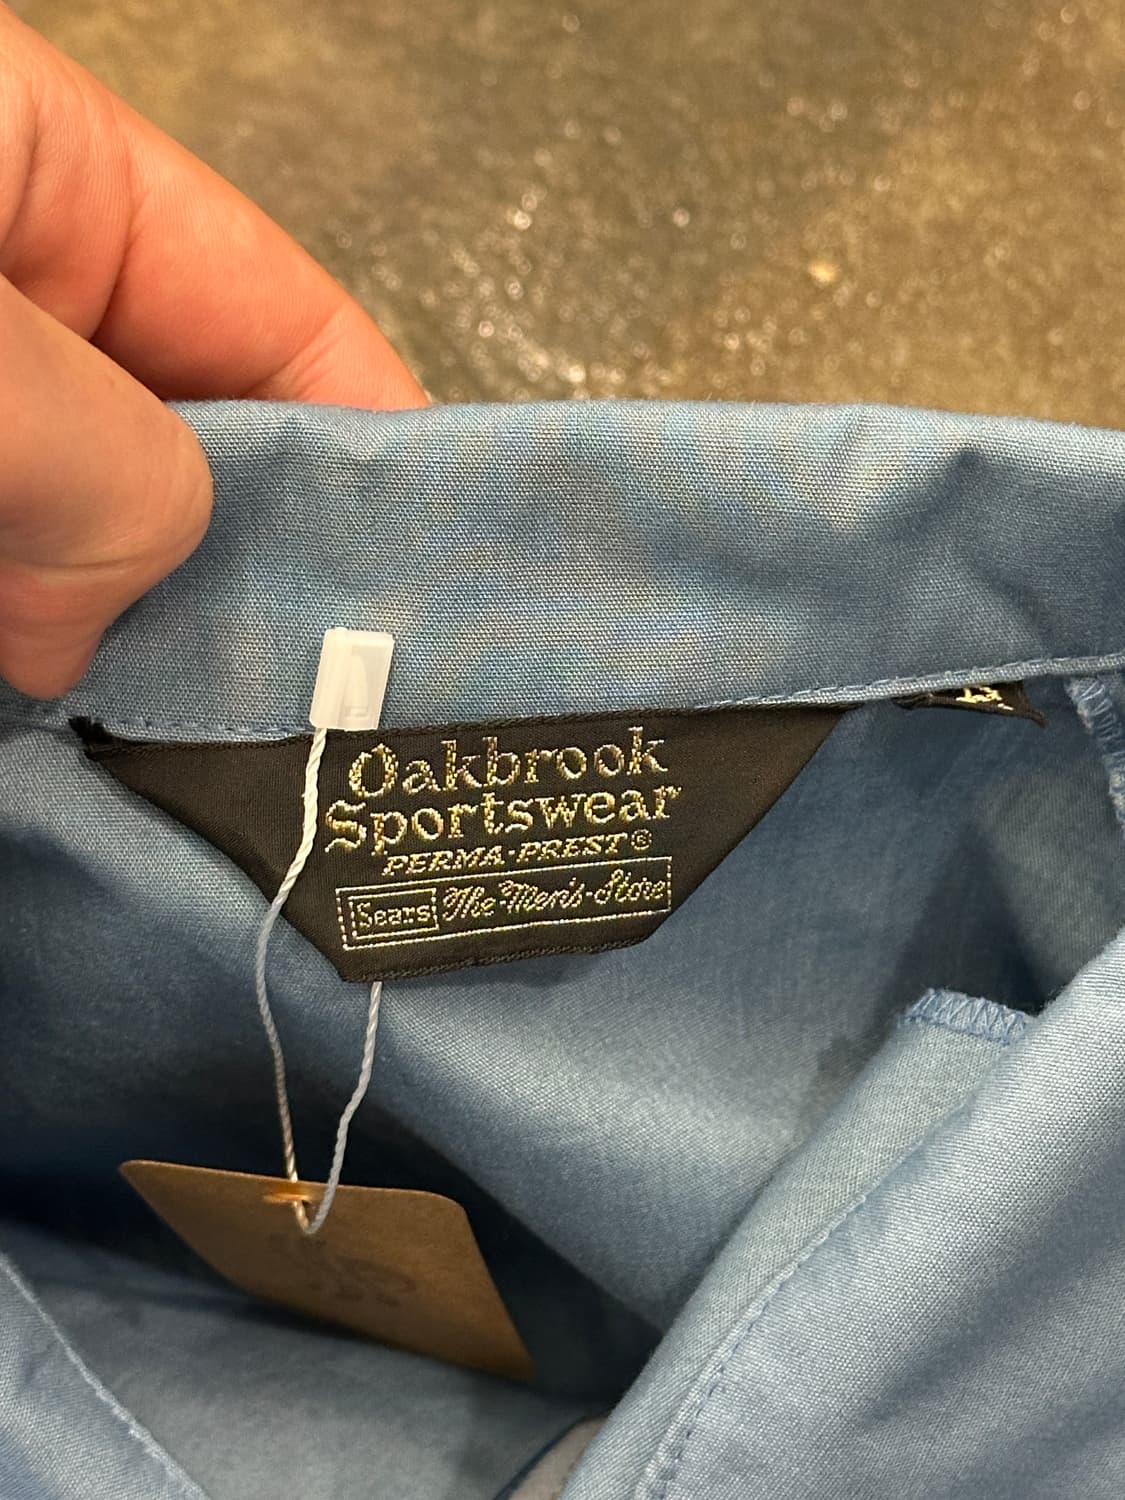 Oakbrook
Sportswear
PERMA-PREST®
Sears The-Men's-Store